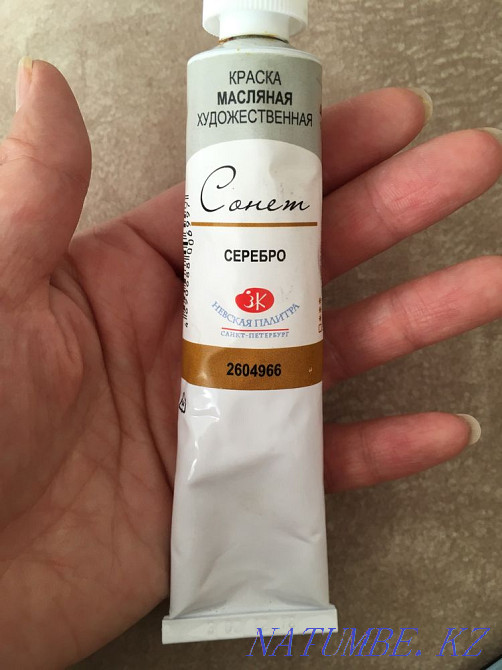 КРАСКА
МАСЛЯНАЯ
ХУДОЖЕСТВЕННАЯ
Сонет
СЕРЕБРО
ЗК
НЕВСКАЯ ПАЛИТРА
САНКТ-ПЕТЕРБУРГ
2604966
NATUMBE.KZ